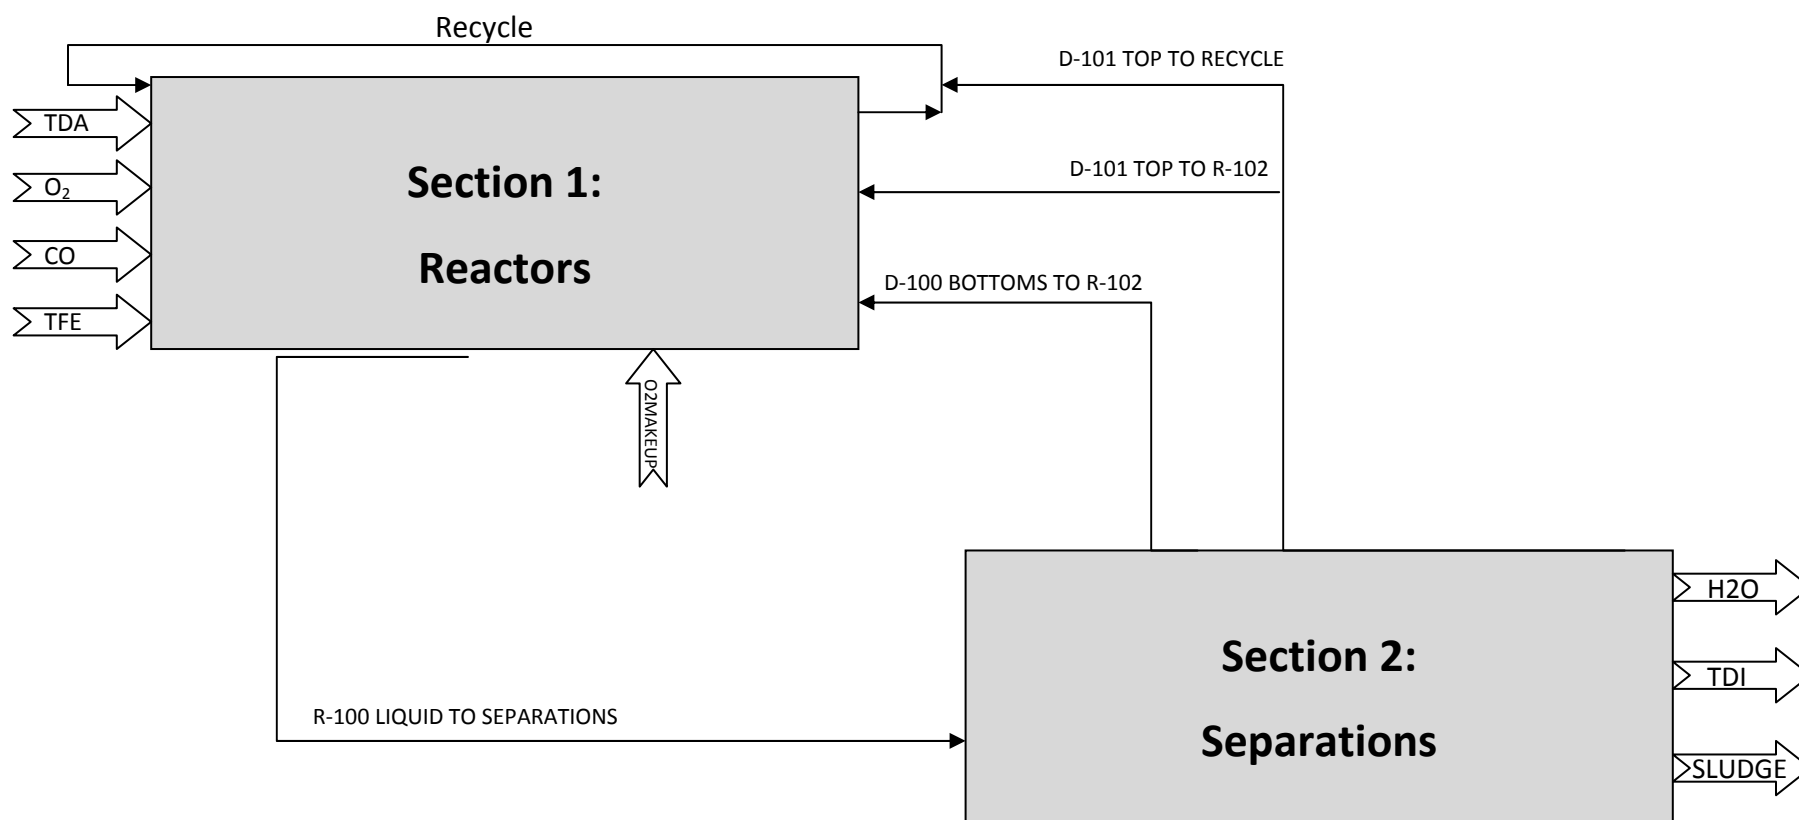 Recycle
D-101 TOP TO RECYCLE
TDA
O₂
CO
TFE
Section 1:
Reactors
D-101 TOP TO R-102
D-100 BOTTOMS TO R-102
O2MAKEUP
R-100 LIQUID TO SEPARATIONS
Section 2:
Separations
H2O
TDI
SLUDGE